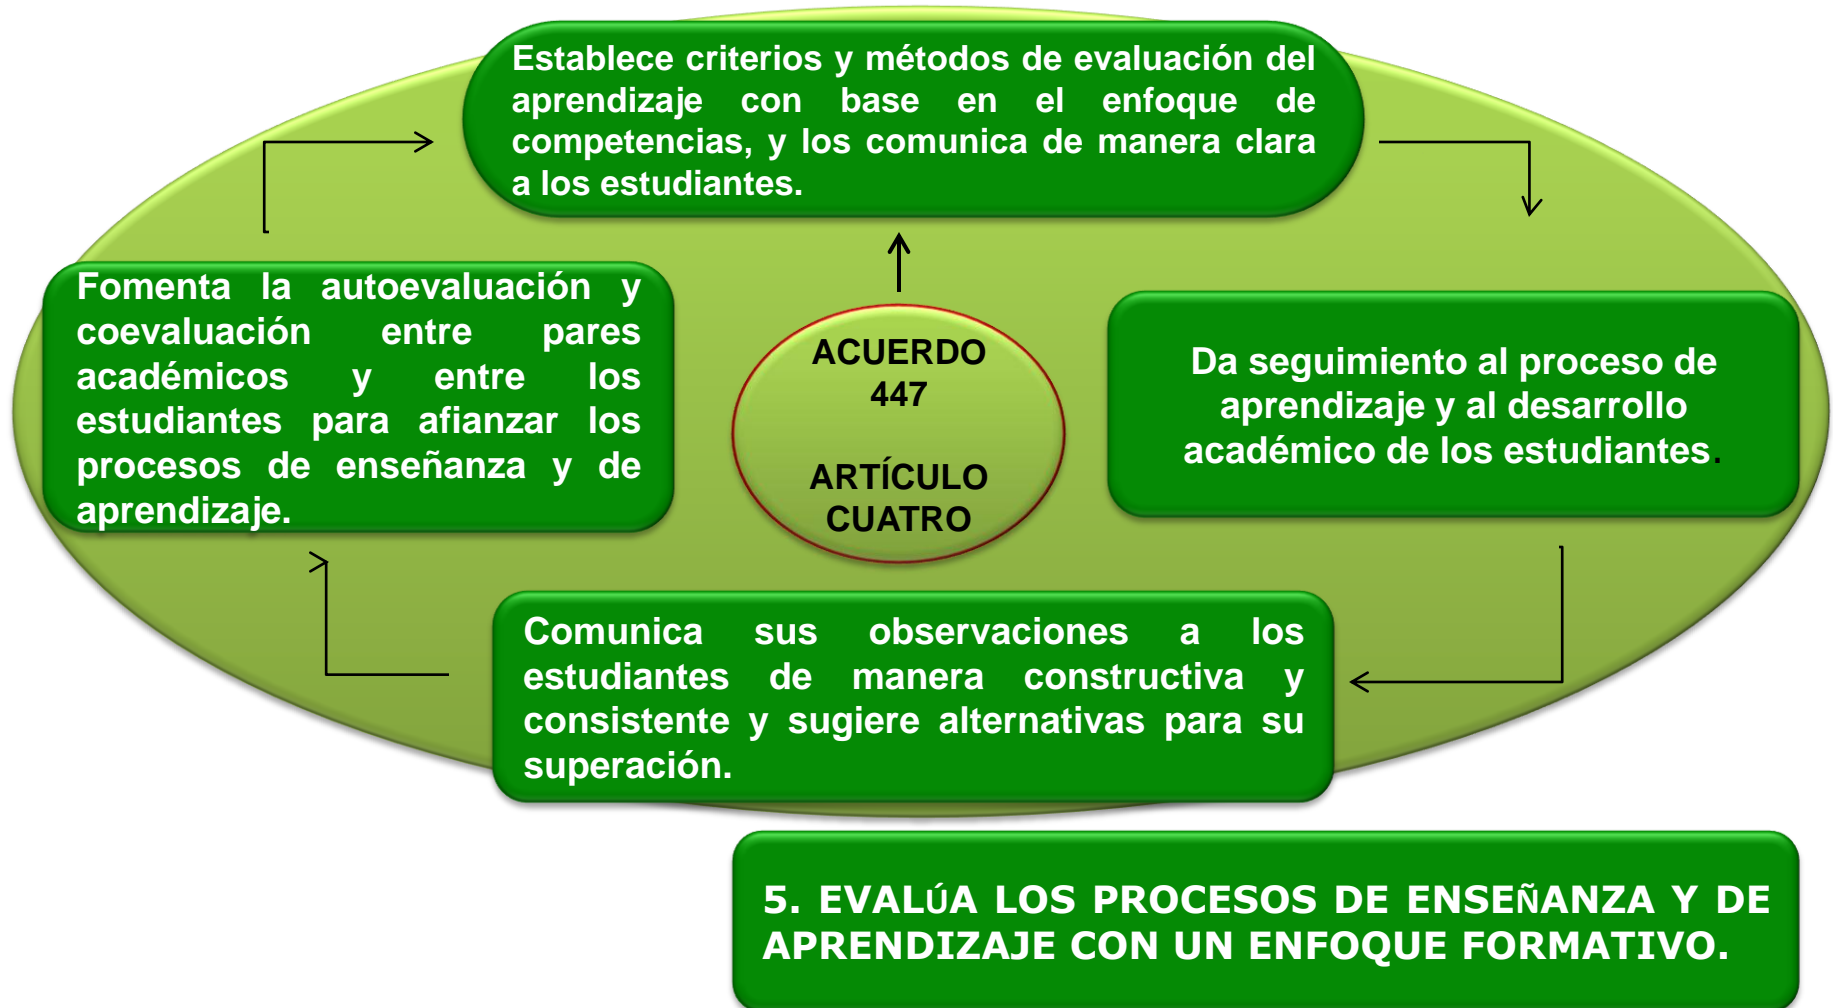 Establece criterios y métodos de evaluación del
aprendizaje con base en el enfoque de
competencias, y los comunica de manera clara
a los estudiantes.
Fomenta la autoevaluación y
coevaluación entre pares
académicos y entre los
estudiantes para afianzar los
procesos de enseñanza y de
aprendizaje.
ACUERDO
447
ARTÍCULO
CUATRO
Da seguimiento al proceso de
aprendizaje y al desarrollo
académico de los estudiantes.
Comunica sus observaciones a los
estudiantes de manera constructiva y
consistente y sugiere alternativas para su
superación.
5. EVALÚA LOS PROCESOS DE ENSEÑANZA Y DE
APRENDIZAJE CON UN ENFOQUE FORMATIVO.